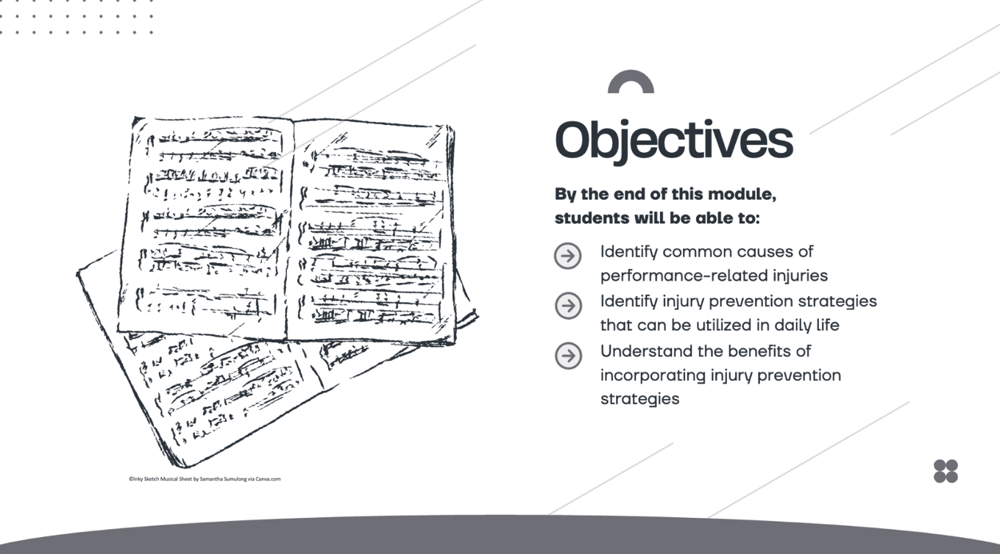 Objectives
By the end of this module,
students will be able to:
Identify common causes of
performance-related injuries
Identify injury prevention strategies
that can be utilized in daily life
Understand the benefits of
incorporating injury prevention
strategies
©Inky Sketch Musical Sheet by Samantha Sumulong via Canva.com